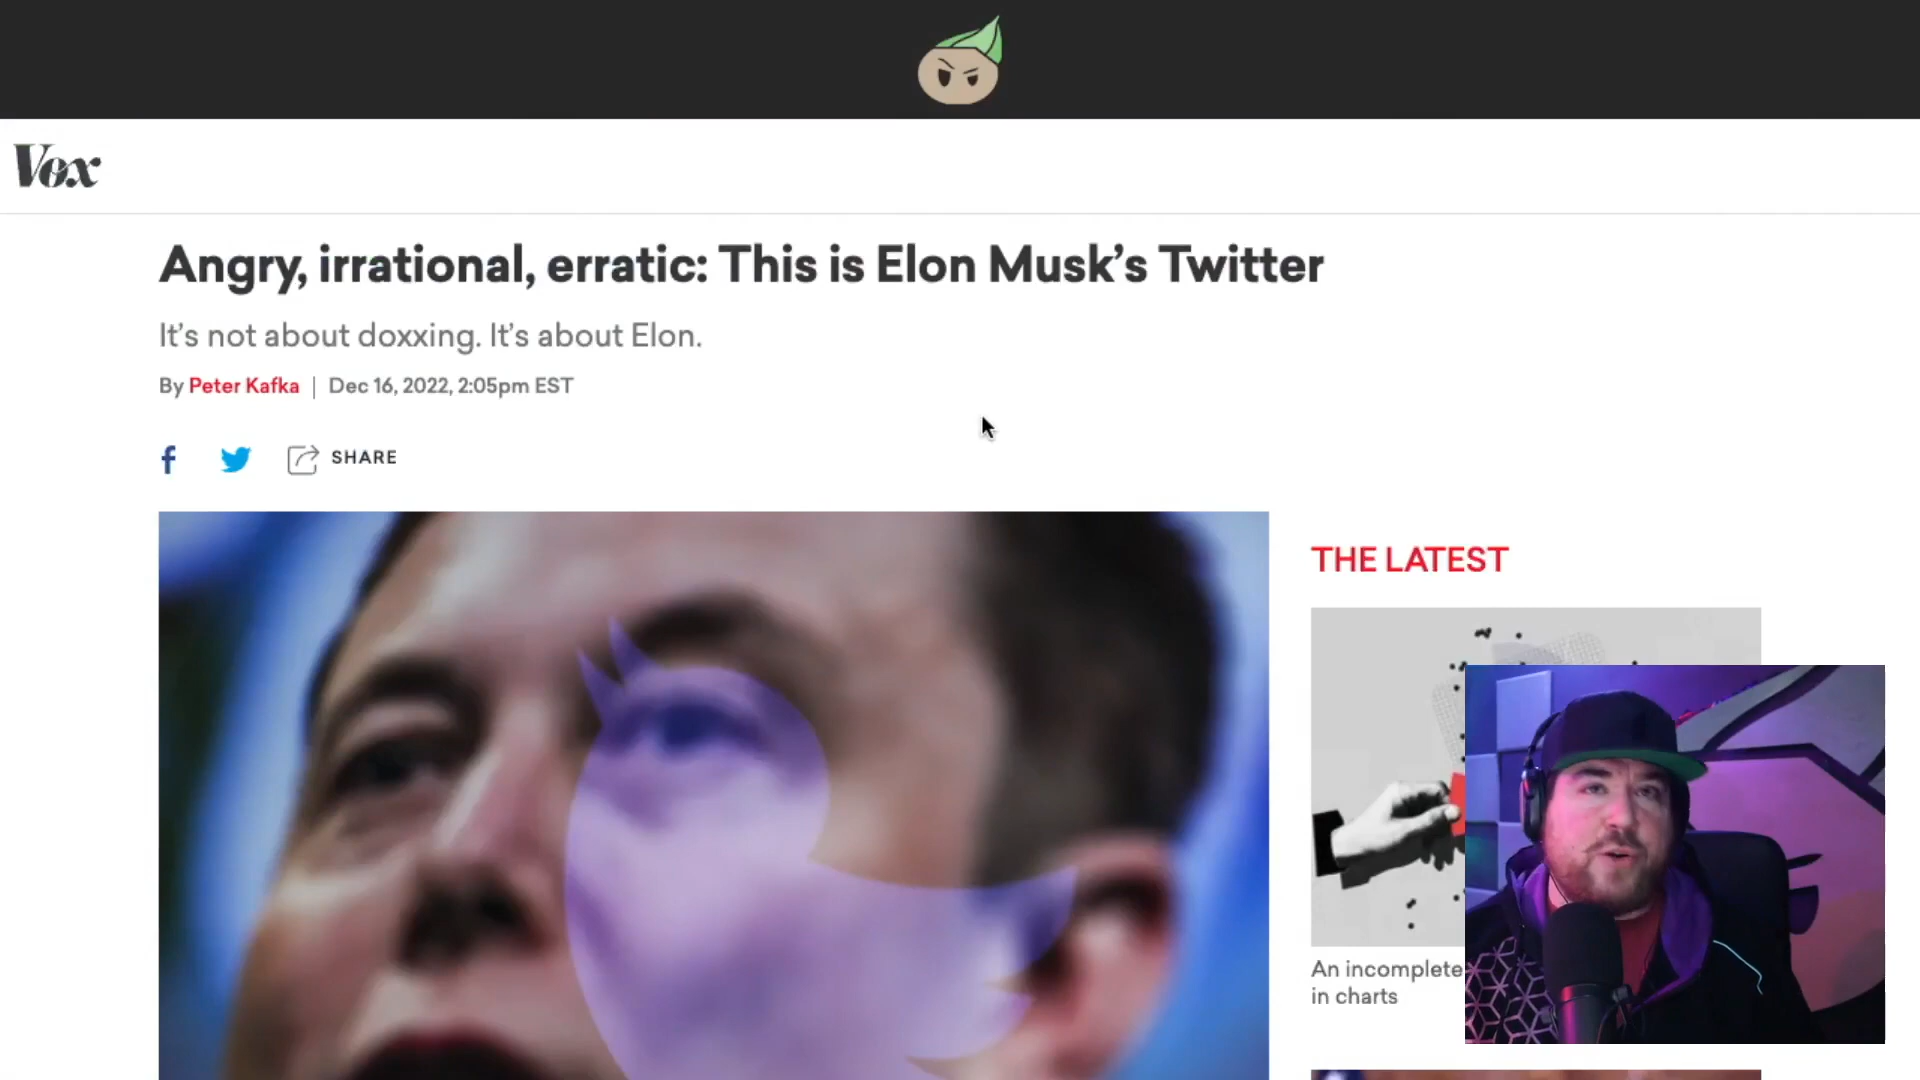 Vox
Angry, irrational, erratic: This is Elon Musk’s Twitter
It’s not about doxxing. It’s about Elon.
By Peter Kafka | Dec 16, 2022, 2:05pm EST
SHARE
THE LATEST
An incomplete
in charts